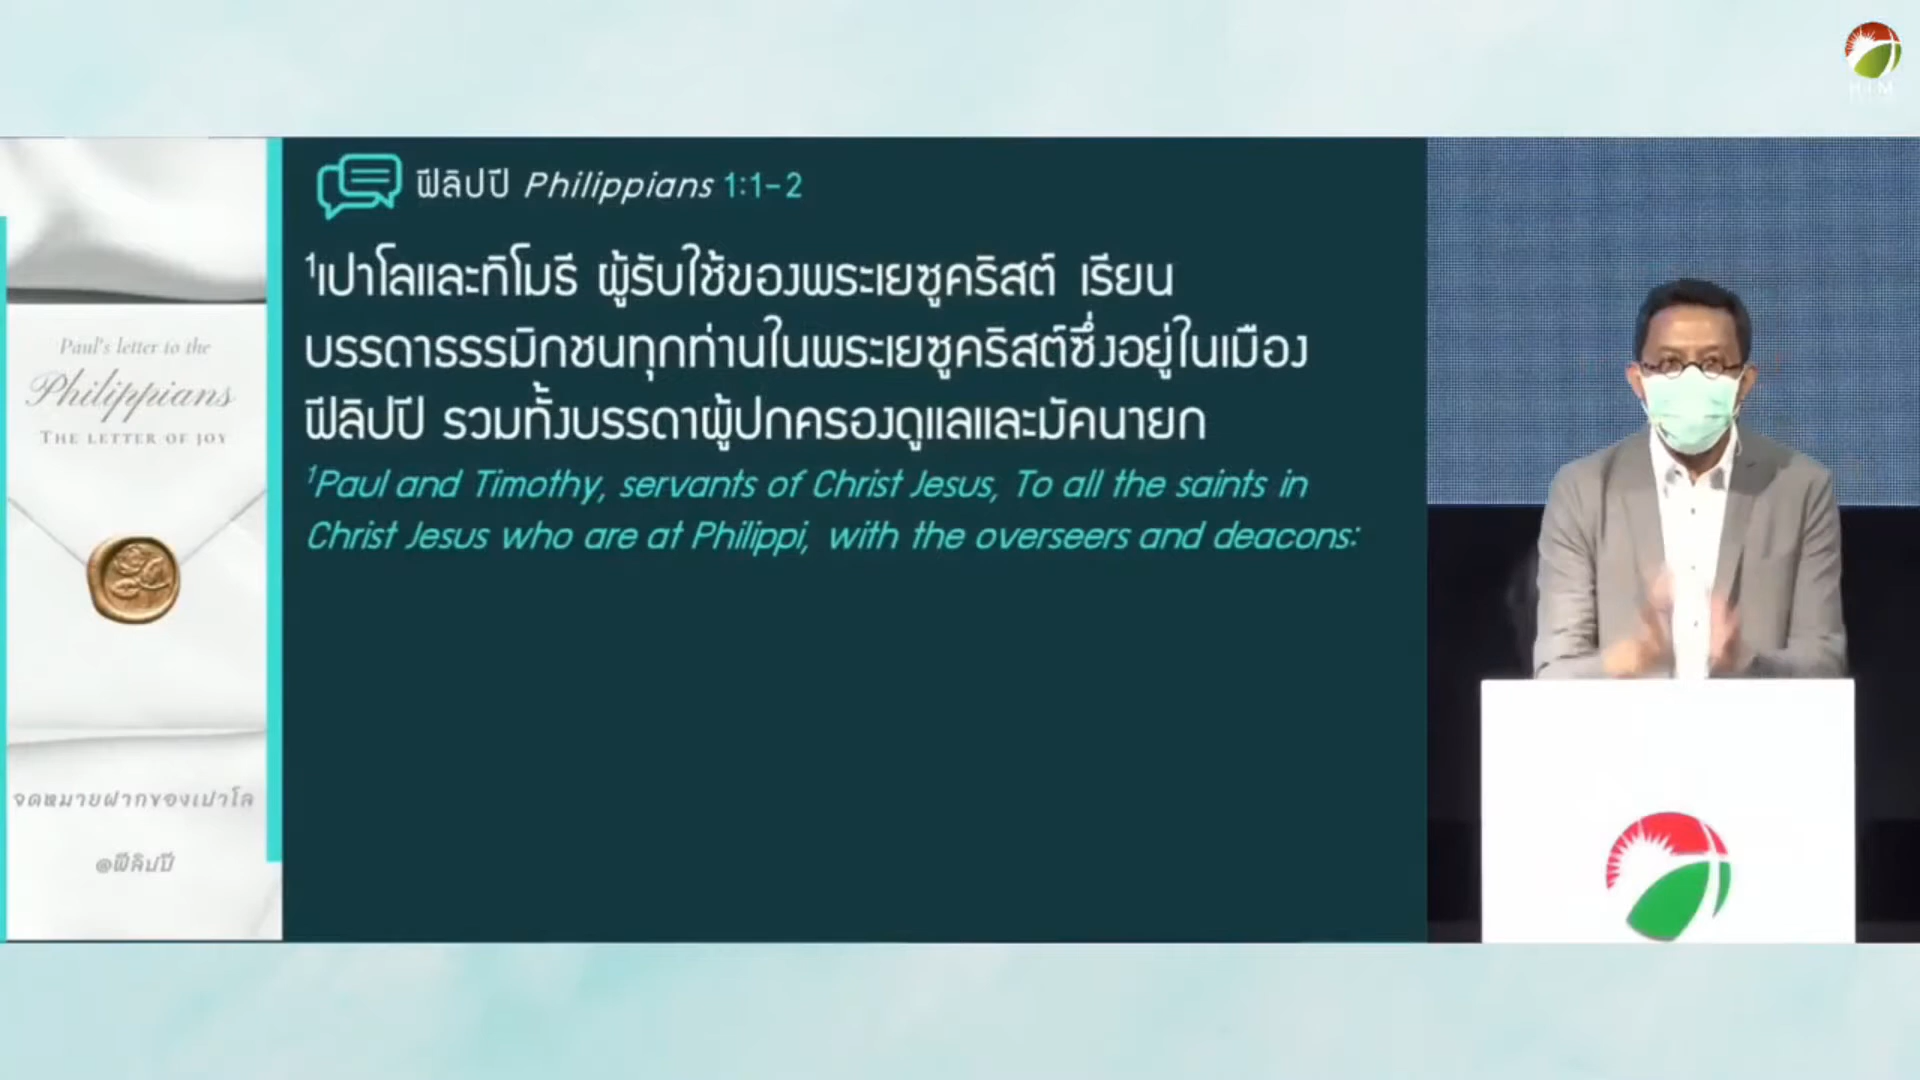 HIM
Paul's letter to the
Philippians
THE LETTER OF JOY
จดหมายฝากของเปาโล
@ฟีลิปปี
ฟีลิปปี Philippians 1:1-2
¹เปาโลและทิโมธี ผู้รับใช้ของพระเยซูคริสต์ เรียน
บรรดาธรรมิกชนทุกท่านในพระเยซูคริสต์ซึ่งอยู่ในเมือง
ฟีลิปปี รวมทั้งบรรดาผู้ปกครองดูแลและมัคนายก
¹Paul and Timothy, servants of Christ Jesus, To all the saints in
Christ Jesus who are at Philippi, with the overseers and deacons: